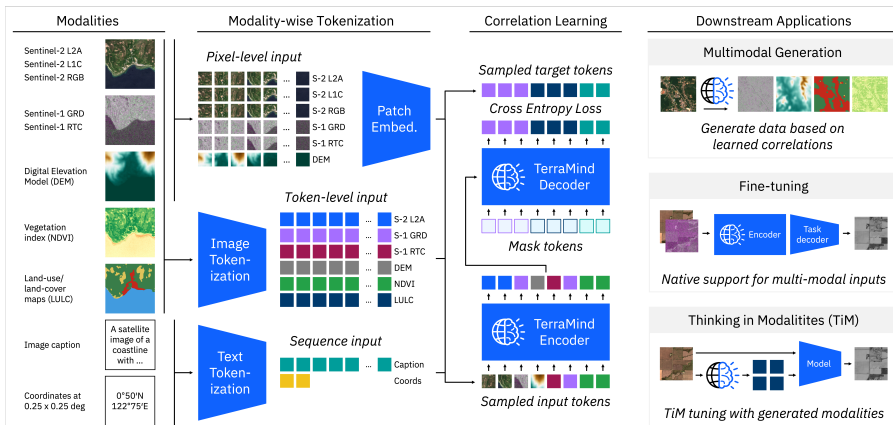 Modalities
Sentinel-2 L2A
Sentinel-2 L1C
Sentinel-2 RGB
Sentinel-1 GRD
Sentinel-1 RTC
Digital Elevation
Model (DEM)
Vegetation
index (NDVI)
Land-use/
land-cover
maps (LULC)
Image caption
A satellite
image of a
coastline
with ...
Coordinates at
0.25 x 0.25 deg
0°50'N
122°75'E
Modality-wise Tokenization
Pixel-level input
... S-2 L2A
... S-2 L1C
... S-2 RGB
... S-1 GRD
... S-1 RTC
... DEM
Patch
Embed.
Token-level input
Image
Token-
ization
... S-2 L2A
... S-1 GRD
... S-1 RTC
... DEM
... NDVI
... LULC
Text
Token-
ization
Sequence input
... Caption
Coords
Correlation Learning
Sampled target tokens
Cross Entropy Loss
TerraMind
Decoder
Mask tokens
TerraMind
Encoder
Sampled input tokens
Downstream Applications
Multimodal Generation
Generate data based on
learned correlations
Fine-tuning
Encoder
Task
decoder
Native support for multi-modal inputs
Thinking in Modalitites (TiM)
Model
TiM tuning with generated modalities